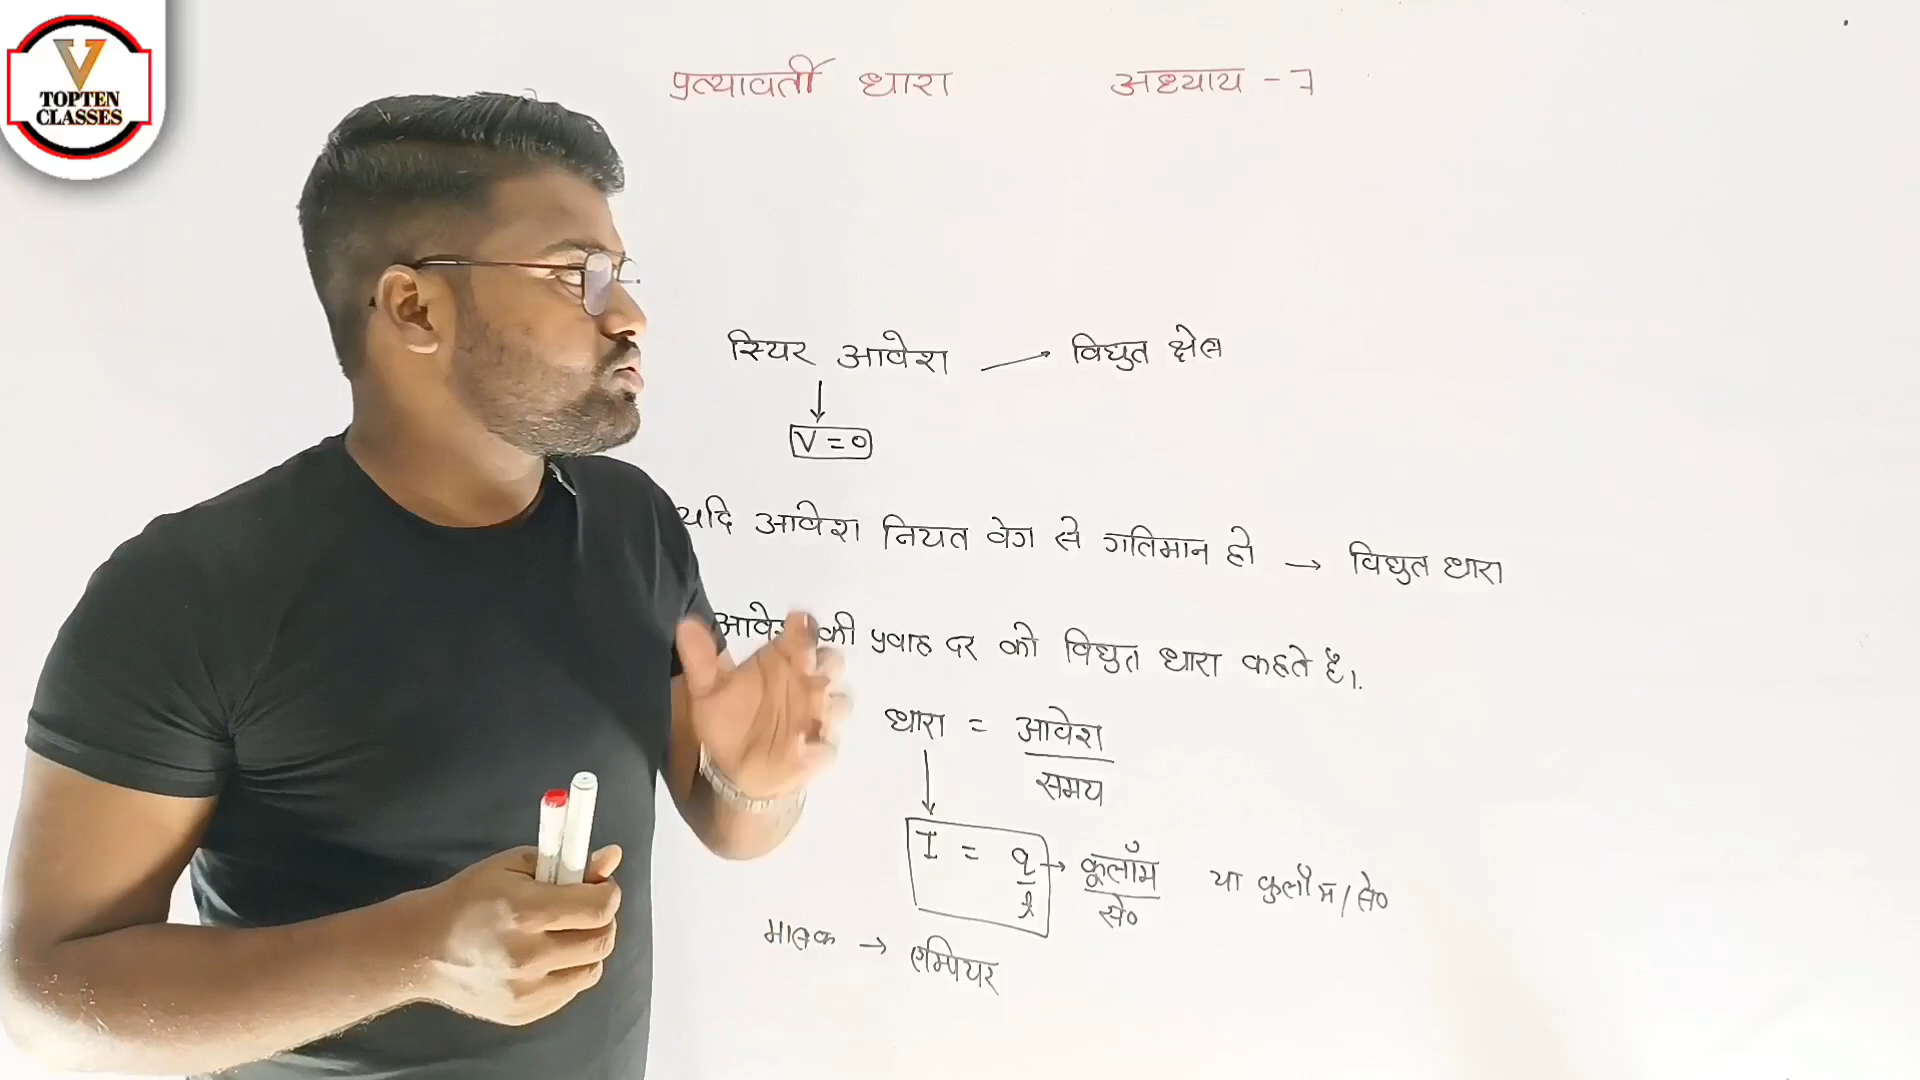 V
TOPTEN
CLASSES
प्रत्यावर्ती धारा अध्याय - 7
स्थिर आवेश → विद्युत क्षेत्र
↓
V = 0
यदि आवेश नियत वेग से गतिमान हो → विद्युत धारा
आवेश की प्रवाह दर को विद्युत धारा कहते है।.
धारा = आवेश / समय
↓
I = q / t → कूलॉम / से० या कुलॉम / से०
मात्रक → एम्पियर